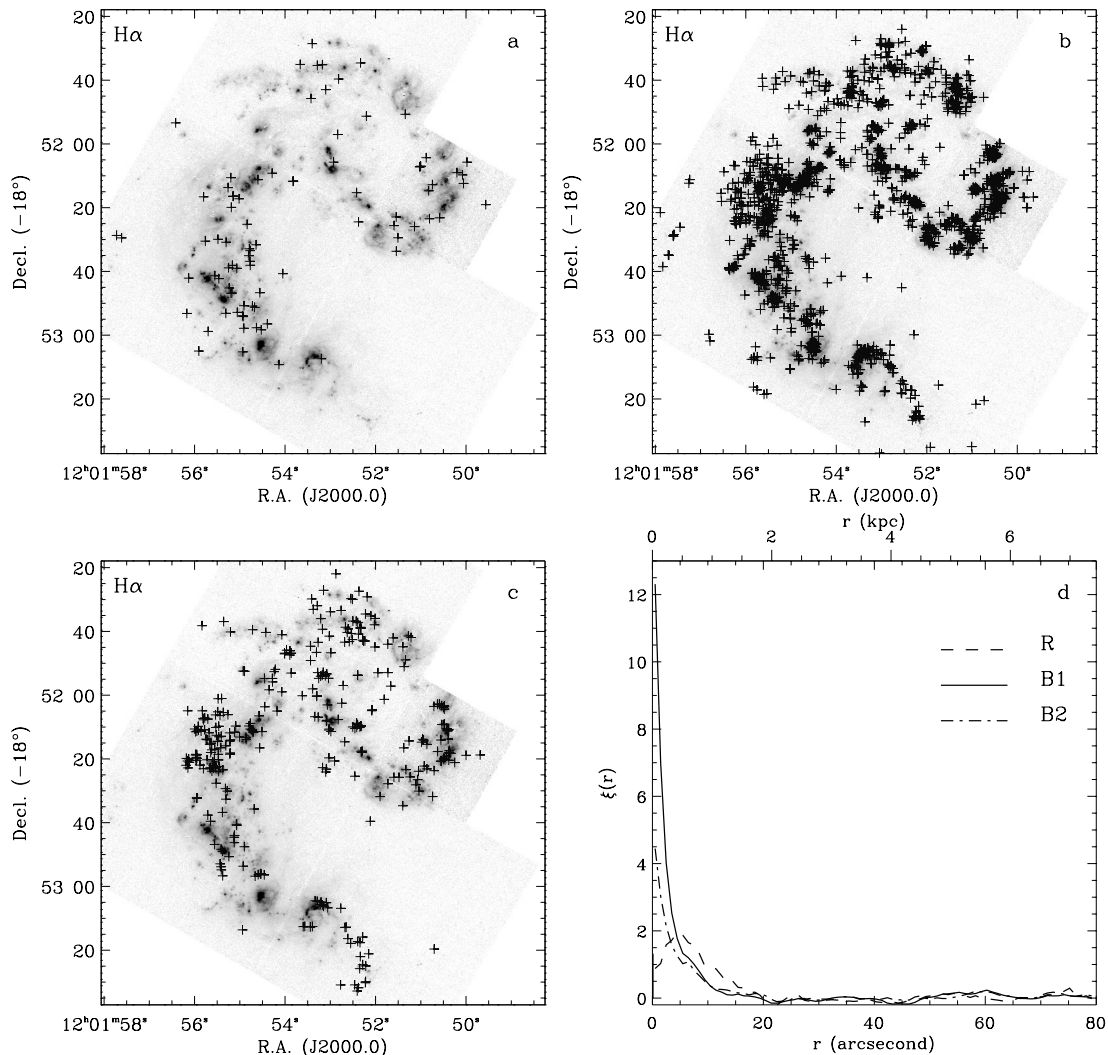 Hα
a
20
40
52 00
20
40
53 00
20
Decl. (−18°)
12ʰ01ᵐ58ˢ
56ˢ
54ˢ
52ˢ
50ˢ
R.A. (J2000.0)
Hα
b
20
40
52 00
20
40
53 00
20
Decl. (−18°)
12ʰ01ᵐ58ˢ
56ˢ
54ˢ
52ˢ
50ˢ
R.A. (J2000.0)
Hα
c
20
40
52 00
20
40
53 00
20
Decl. (−18°)
12ʰ01ᵐ58ˢ
56ˢ
54ˢ
52ˢ
50ˢ
R.A. (J2000.0)
r (kpc)
0
2
4
6
d
12
10
8
6
4
2
0
ξ(r)
R
B1
B2
0
20
40
60
80
r (arcsecond)